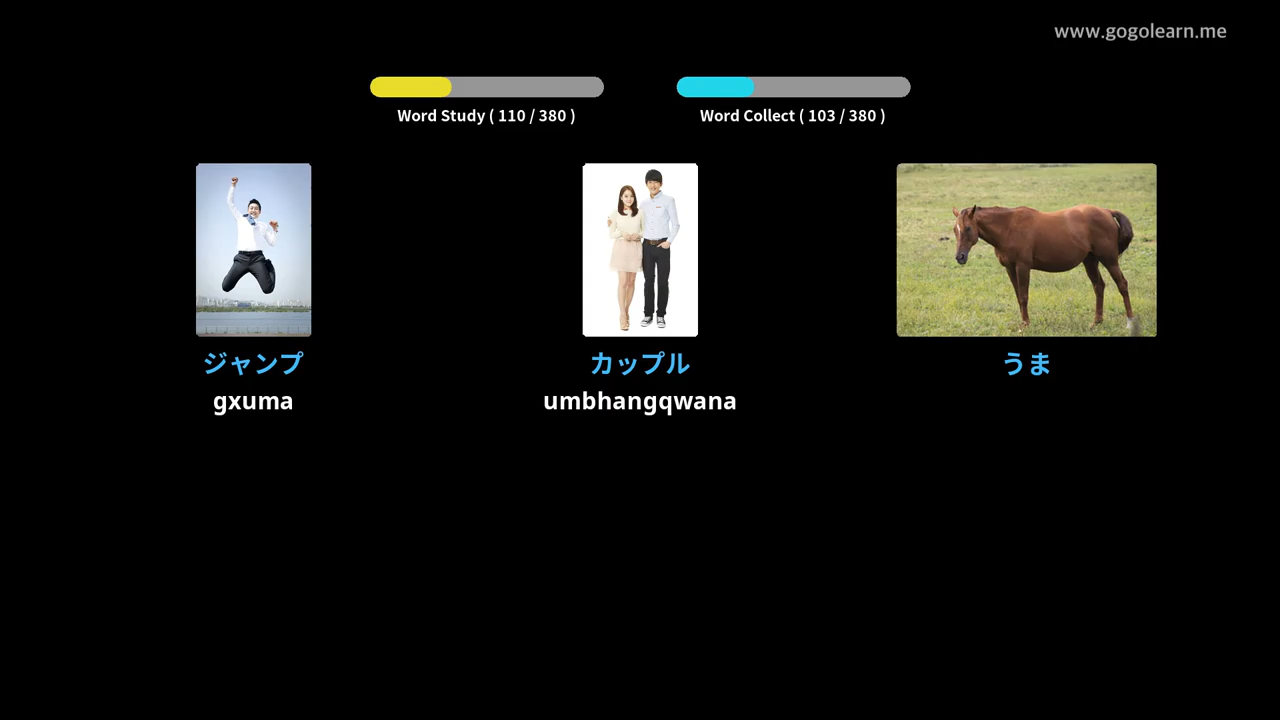 www.gogolearn.me
Word Study ( 110 / 380 )
Word Collect ( 103 / 380 )
ジャンプ
gxuma
カップル
umbhangqwana
うま